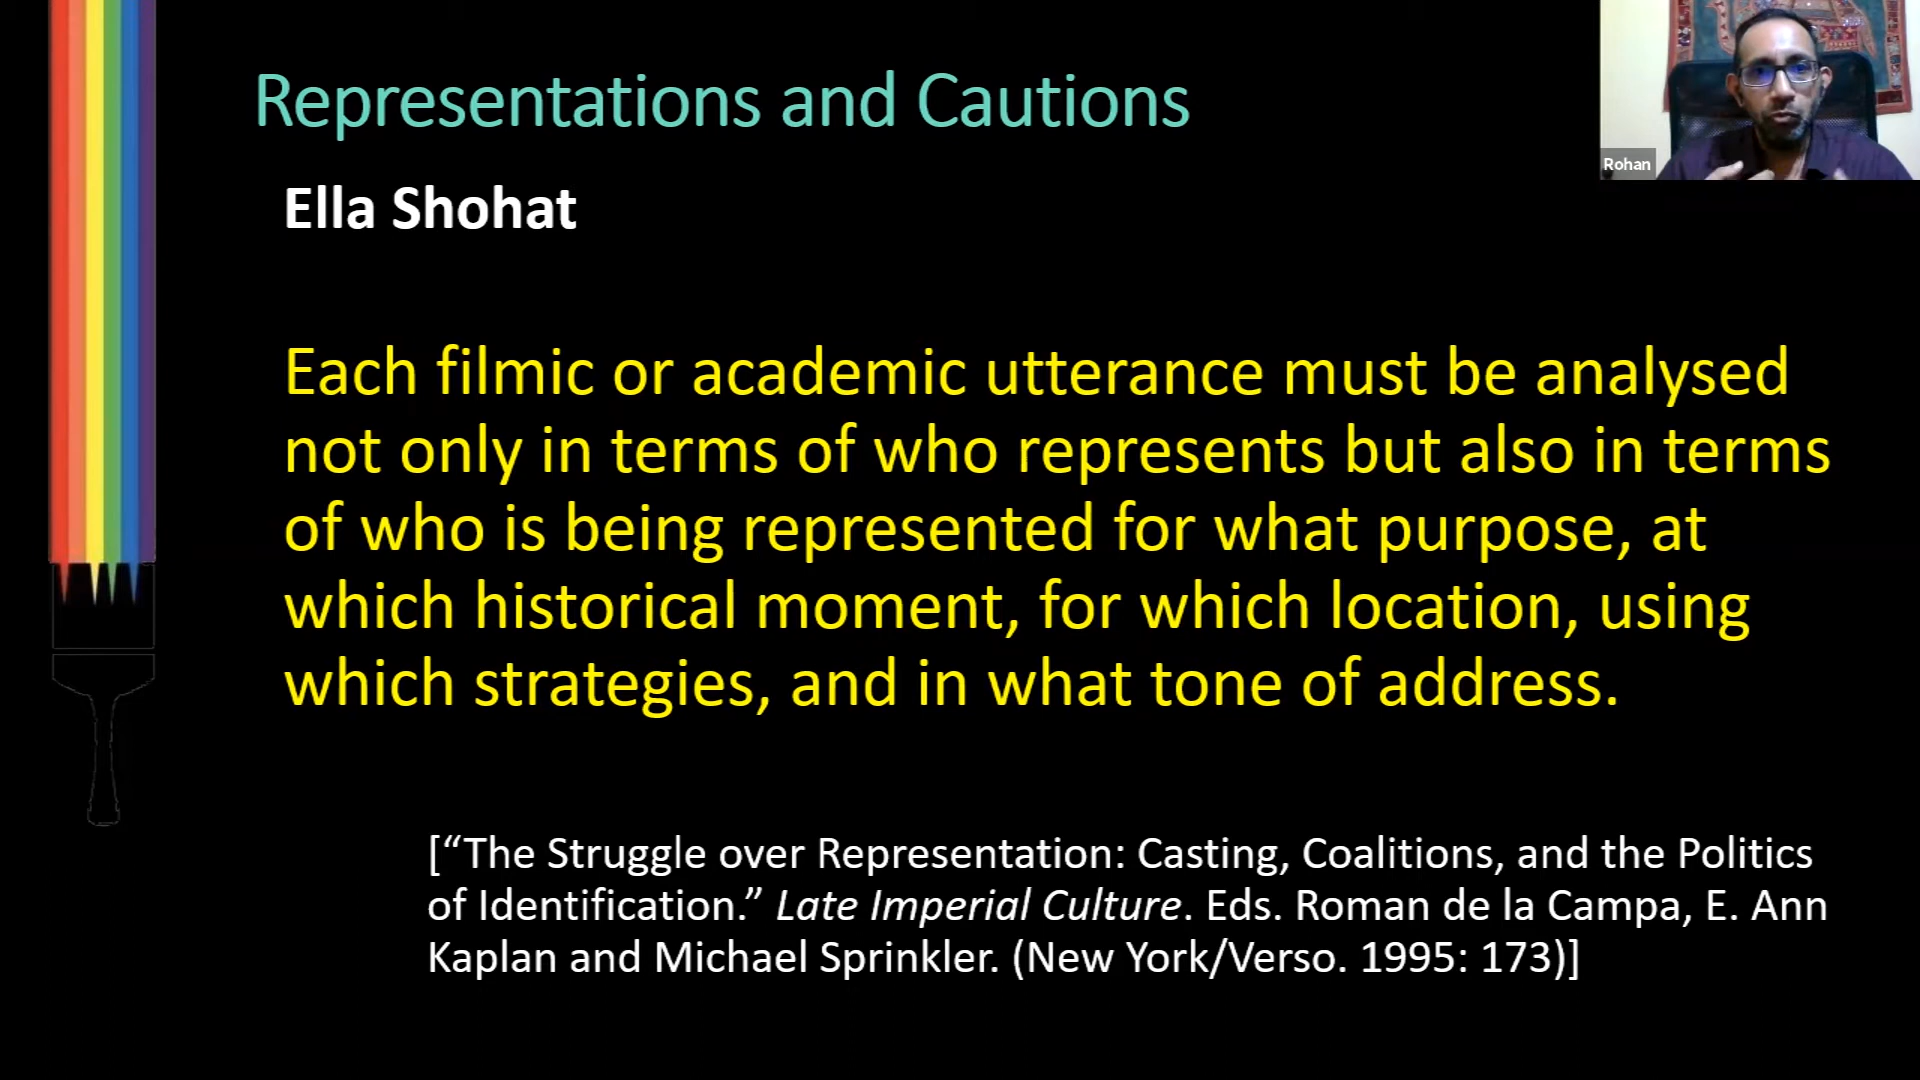 Representations and Cautions
Rohan
Ella Shohat
Each filmic or academic utterance must be analysed
not only in terms of who represents but also in terms
of who is being represented for what purpose, at
which historical moment, for which location, using
which strategies, and in what tone of address.
[“The Struggle over Representation: Casting, Coalitions, and the Politics
of Identification.” Late Imperial Culture. Eds. Roman de la Campa, E. Ann
Kaplan and Michael Sprinkler. (New York/Verso. 1995: 173)]